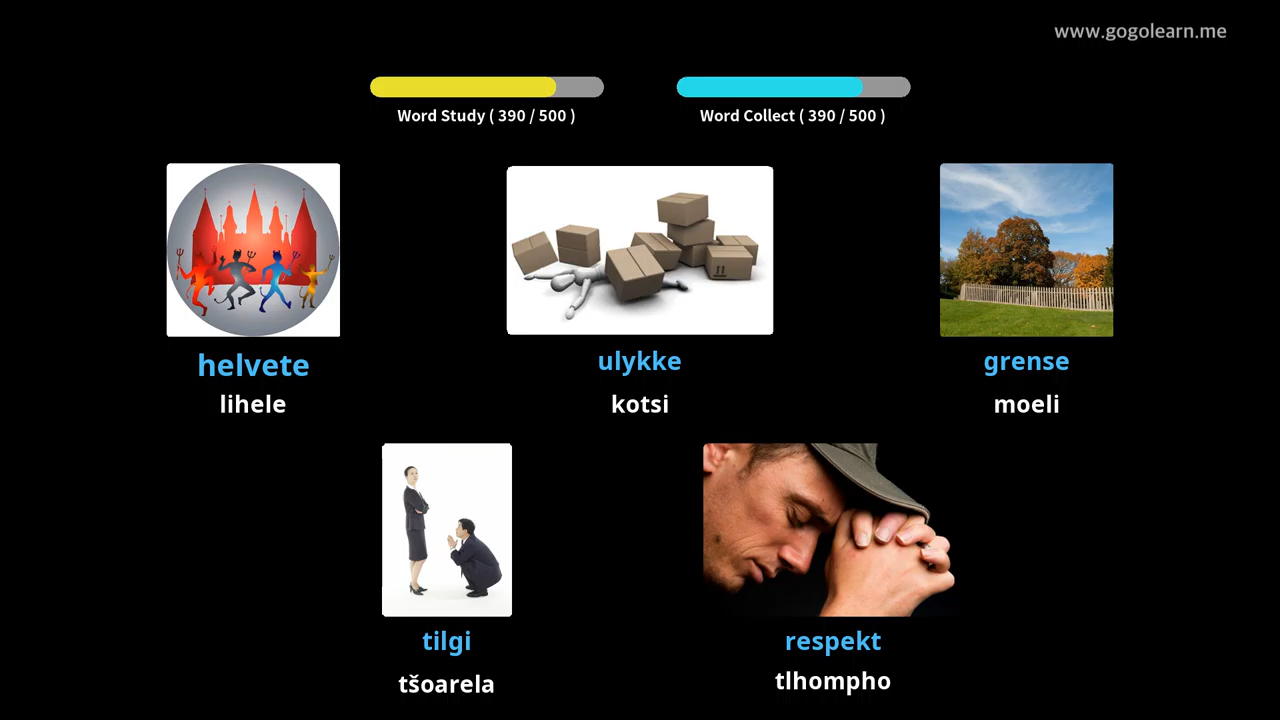 www.gogolearn.me
Word Study ( 390 / 500 )
Word Collect ( 390 / 500 )
helvete
lihele
ulykke
kotsi
grense
moeli
tilgi
tšoarela
respekt
tlhompho